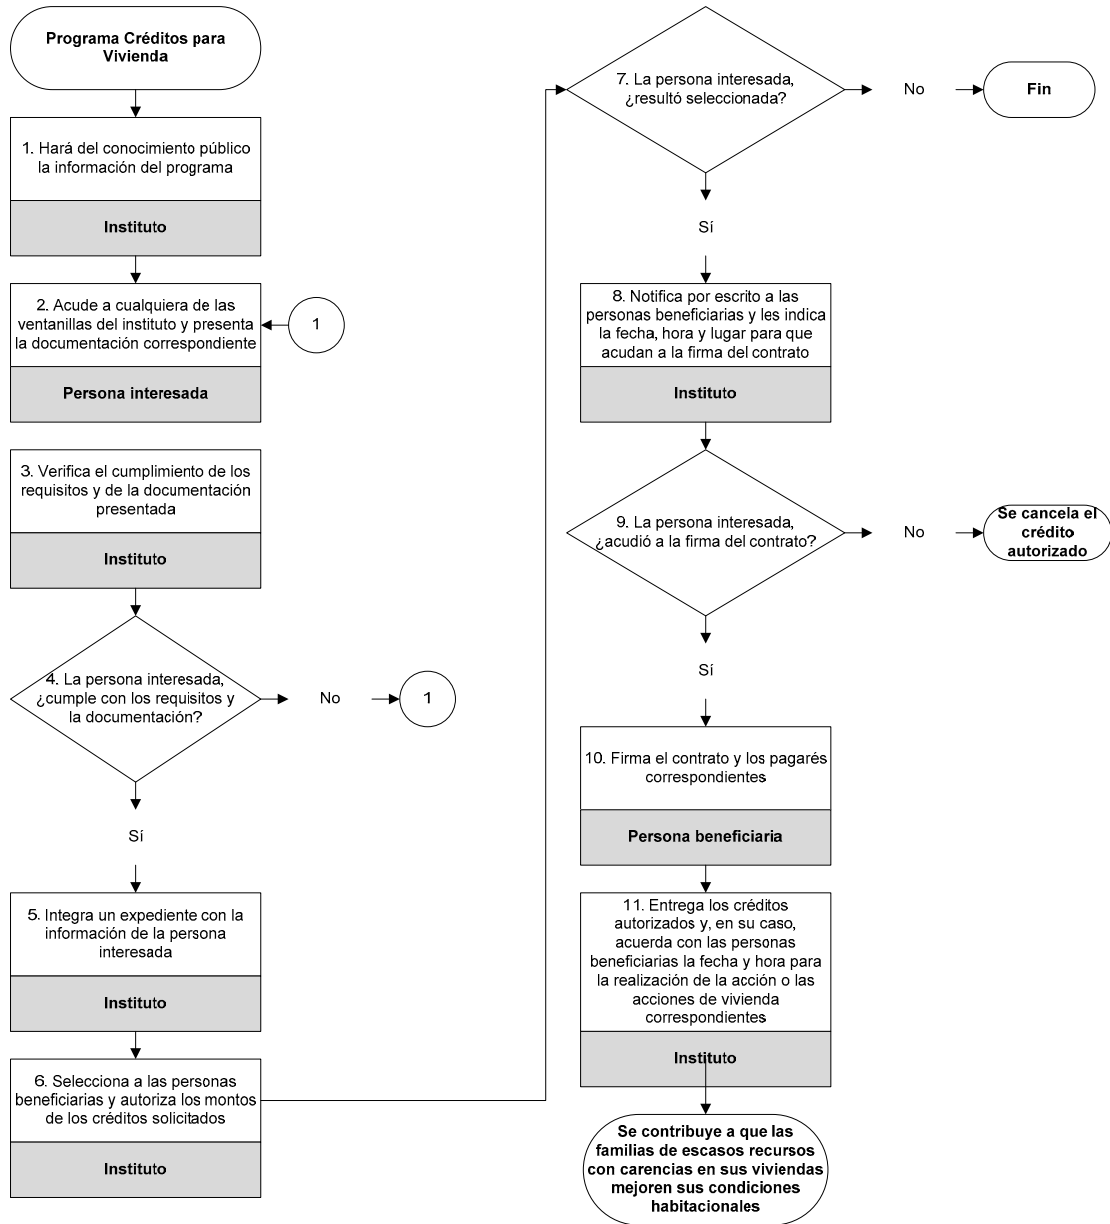 Programa Créditos para
Vivienda
1. Hará del conocimiento público
la información del programa
Instituto
2. Acude a cualquiera de las
ventanillas del instituto y presenta
la documentación correspondiente
1
Persona interesada
3. Verifica el cumplimiento de los
requisitos y de la documentación
presentada
Instituto
4. La persona interesada,
¿cumple con los requisitos y
la documentación?
No
1
Sí
5. Integra un expediente con la
información de la persona
interesada
Instituto
6. Selecciona a las personas
beneficiarias y autoriza los montos
de los créditos solicitados
Instituto
7. La persona interesada,
¿resultó seleccionada?
No
Fin
Sí
8. Notifica por escrito a las
personas beneficiarias y les indica
la fecha, hora y lugar para que
acudan a la firma del contrato
Instituto
9. La persona interesada,
¿acudió a la firma del contrato?
No
Se cancela el
crédito
autorizado
Sí
10. Firma el contrato y los pagarés
correspondientes
Persona beneficiaria
11. Entrega los créditos
autorizados y, en su caso,
acuerda con las personas
beneficiarias la fecha y hora para
la realización de la acción o las
acciones de vivienda
correspondientes
Instituto
Se contribuye a que las
familias de escasos recursos
con carencias en sus viviendas
mejoren sus condiciones
habitacionales